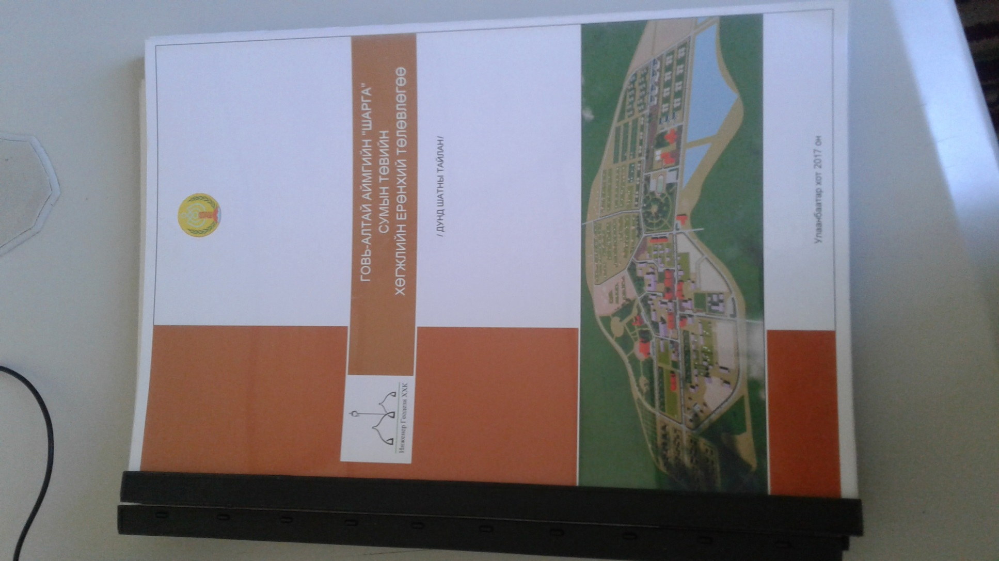 ГОВЬ-АЛТАЙ АЙМГИЙН "ШАРГА"
СУМЫН ТӨВИЙН
ХӨГЖЛИЙН ЕРӨНХИЙ ТӨЛӨВЛӨГӨӨ
Инженер Геодези ХХК
/ ДУНД ШАТНЫ ТАЙЛАН/
Улаанбаатар хот 2017 он